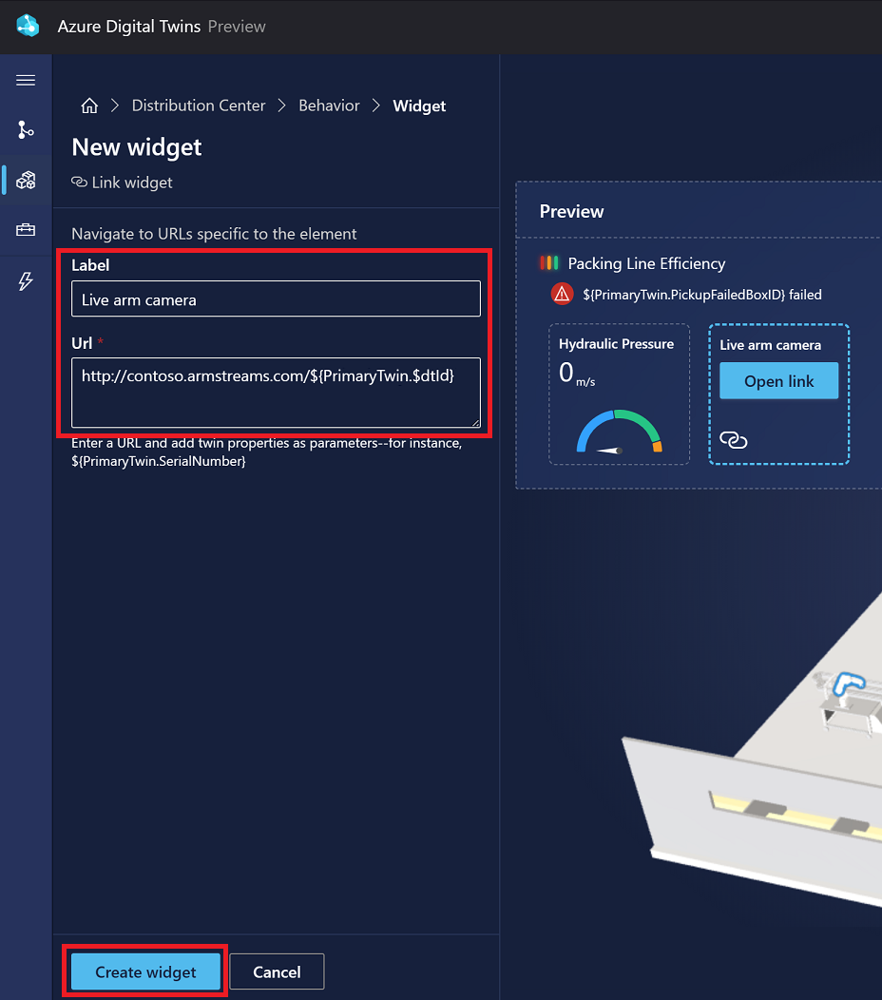 Azure Digital Twins Preview
Distribution Center > Behavior > Widget
New widget
Link widget
Navigate to URLs specific to the element
Label
Live arm camera
Url *
http://contoso.armstreams.com/${PrimaryTwin.$dtId}
Enter a URL and add twin properties as parameters--for instance,
${PrimaryTwin.SerialNumber}
Create widget
Cancel
Preview
Packing Line Efficiency
${PrimaryTwin.PickupFailedBoxID} failed
Hydraulic Pressure
0 m/s
Live arm camera
Open link